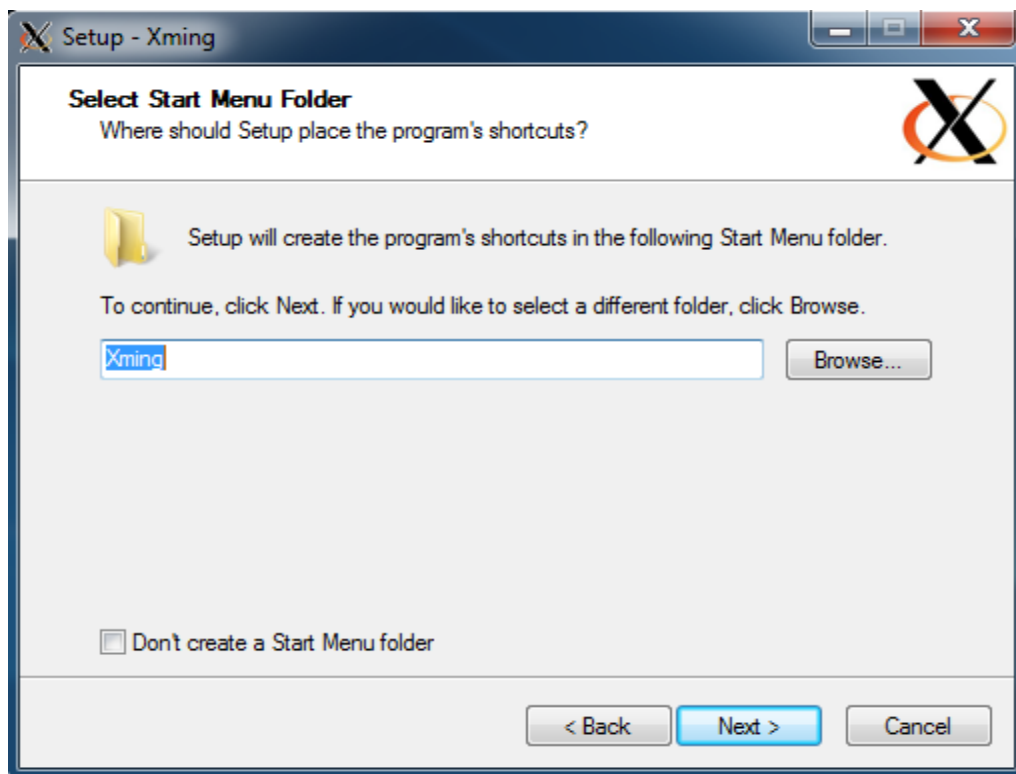 Setup - Xming
Select Start Menu Folder
Where should Setup place the program's shortcuts?
Setup will create the program's shortcuts in the following Start Menu folder.
To continue, click Next. If you would like to select a different folder, click Browse.
Xming
Browse...
Don't create a Start Menu folder
< Back
Next >
Cancel